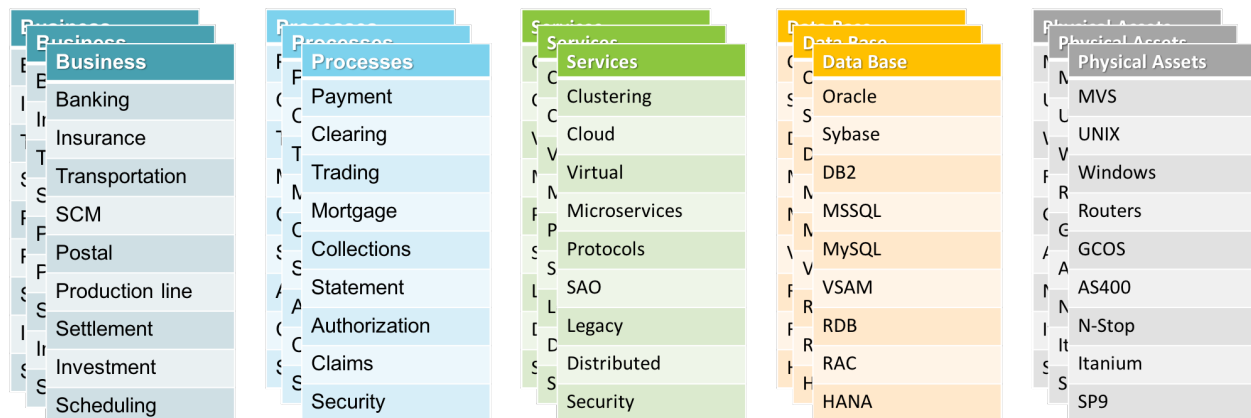 Business
Banking
Insurance
Transportation
SCM
Postal
Production line
Settlement
Investment
Scheduling
Processes
Payment
Clearing
Trading
Mortgage
Collections
Statement
Authorization
Claims
Security
Services
Clustering
Cloud
Virtual
Microservices
Protocols
SAO
Legacy
Distributed
Security
Data Base
Oracle
Sybase
DB2
MSSQL
MySQL
VSAM
RDB
RAC
HANA
Physical Assets
MVS
UNIX
Windows
Routers
GCOS
AS400
N-Stop
Itanium
SP9